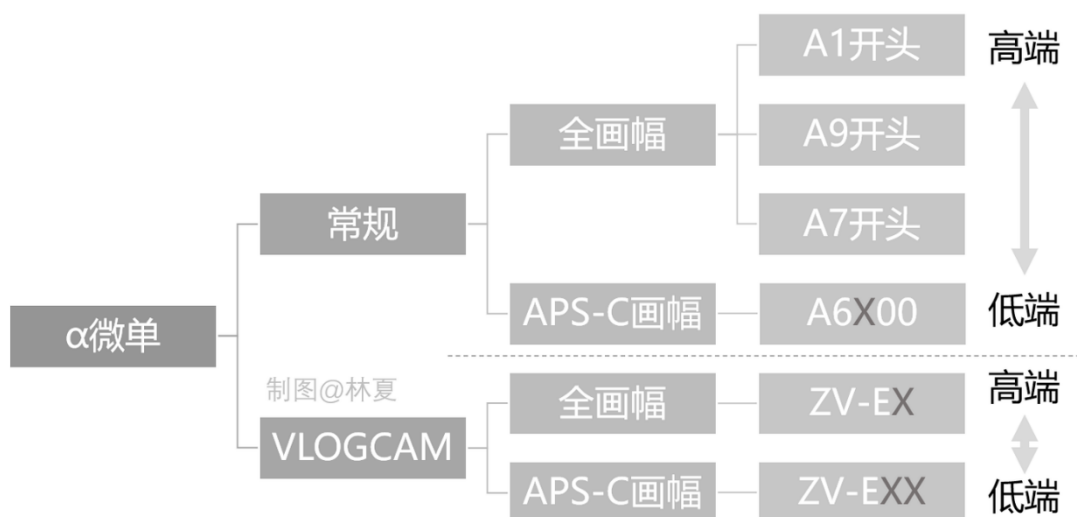 A1开头
高端
全画幅
A9开头
常规
A7开头
APS-C画幅
A6X00
低端
α微单
制图@林夏
全画幅
ZV-EX
高端
VLOGCAM
APS-C画幅
ZV-EXX
低端